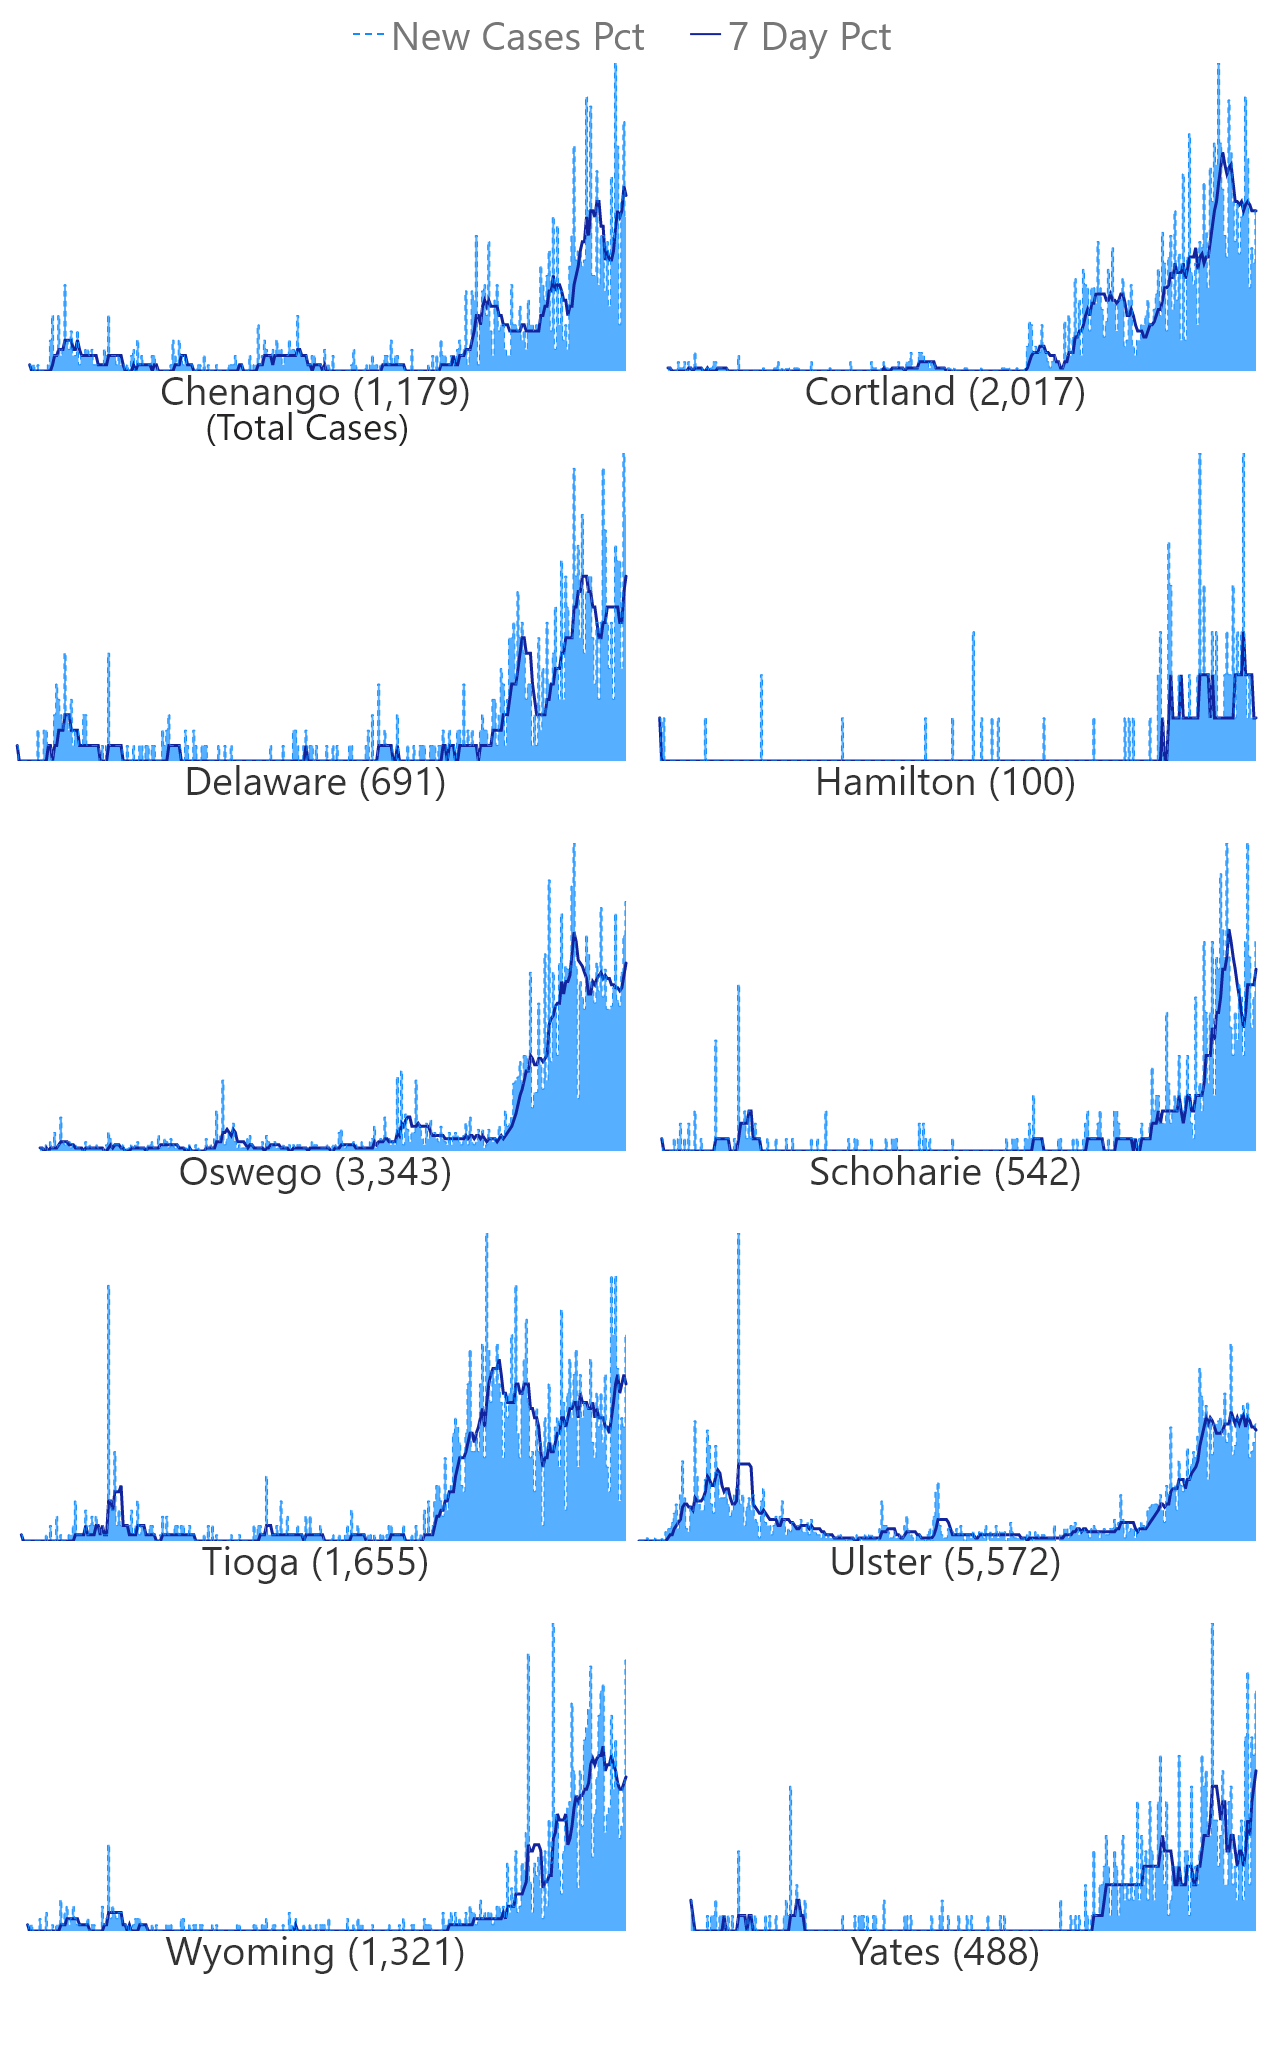 New Cases Pct 7 Day Pct
Chenango (1,179) Cortland (2,017)
(Total Cases)
Delaware (691) Hamilton (100)
Oswego (3,343) Schoharie (542)
Tioga (1,655) Ulster (5,572)
Wyoming (1,321) Yates (488)